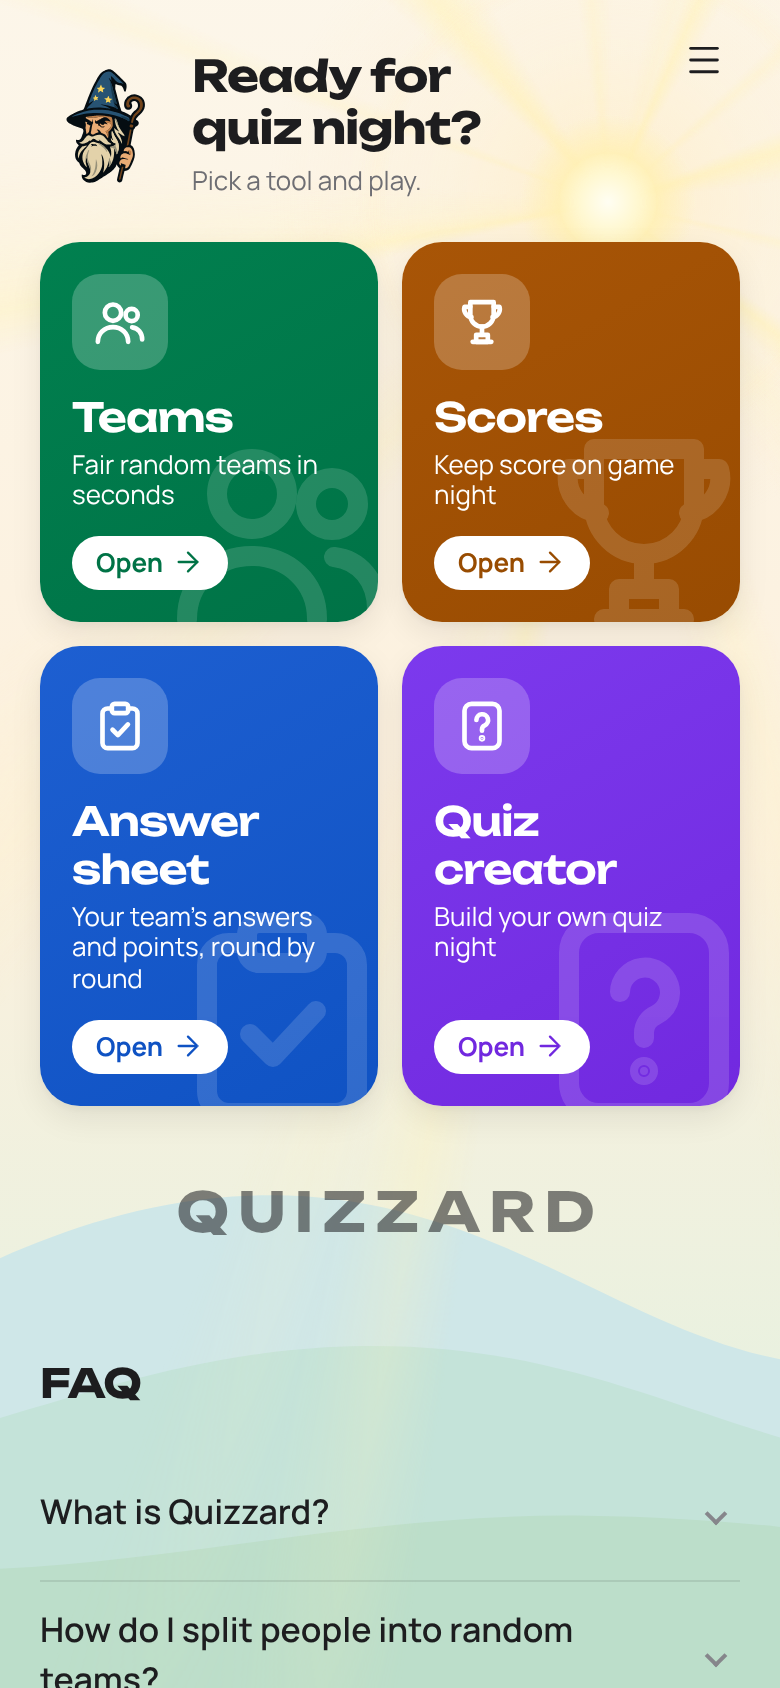 Ready for
quiz night?
Pick a tool and play.
Teams
Fair random teams in
seconds
Open
Scores
Keep score on game
night
Open
Answer
sheet
Your team's answers
and points, round by
round
Open
Quiz
creator
Build your own quiz
night
Open
QUIZZARD
FAQ
What is Quizzard?
How do I split people into random
teams?